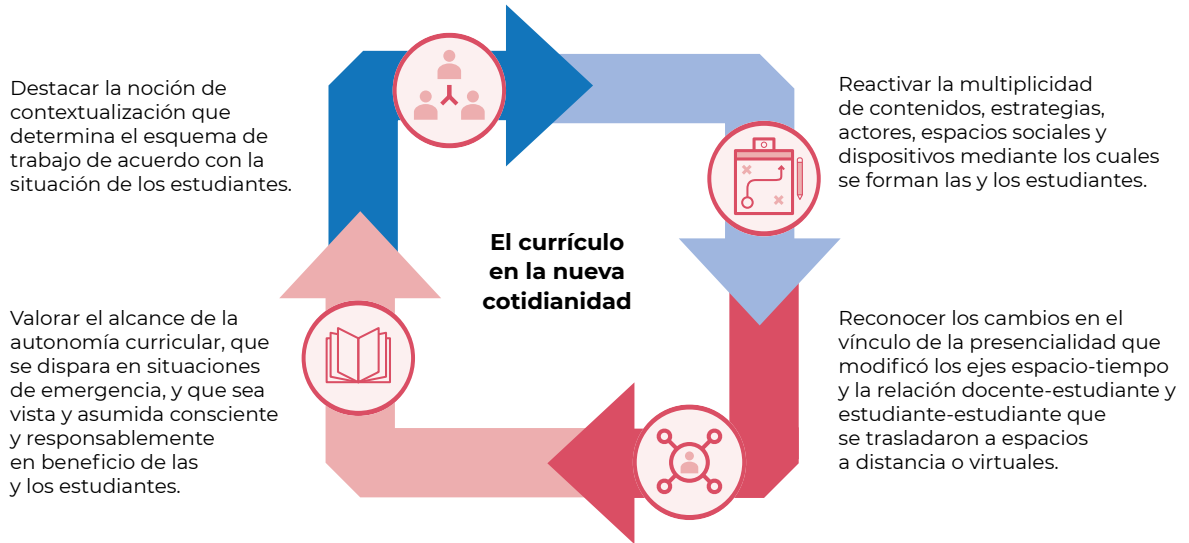 Destacar la noción de
contextualización que
determina el esquema de
trabajo de acuerdo con la
situación de los estudiantes.
Reactivar la multiplicidad
de contenidos, estrategias,
actores, espacios sociales y
dispositivos mediante los cuales
se forman las y los estudiantes.
El currículo
en la nueva
cotidianidad
Valorar el alcance de la
autonomía curricular, que
se dispara en situaciones
de emergencia, y que sea
vista y asumida consciente
y responsablemente
en beneficio de las
y los estudiantes.
Reconocer los cambios en el
vínculo de la presencialidad que
modificó los ejes espacio-tiempo
y la relación docente-estudiante y
estudiante-estudiante que
se trasladaron a espacios
a distancia o virtuales.